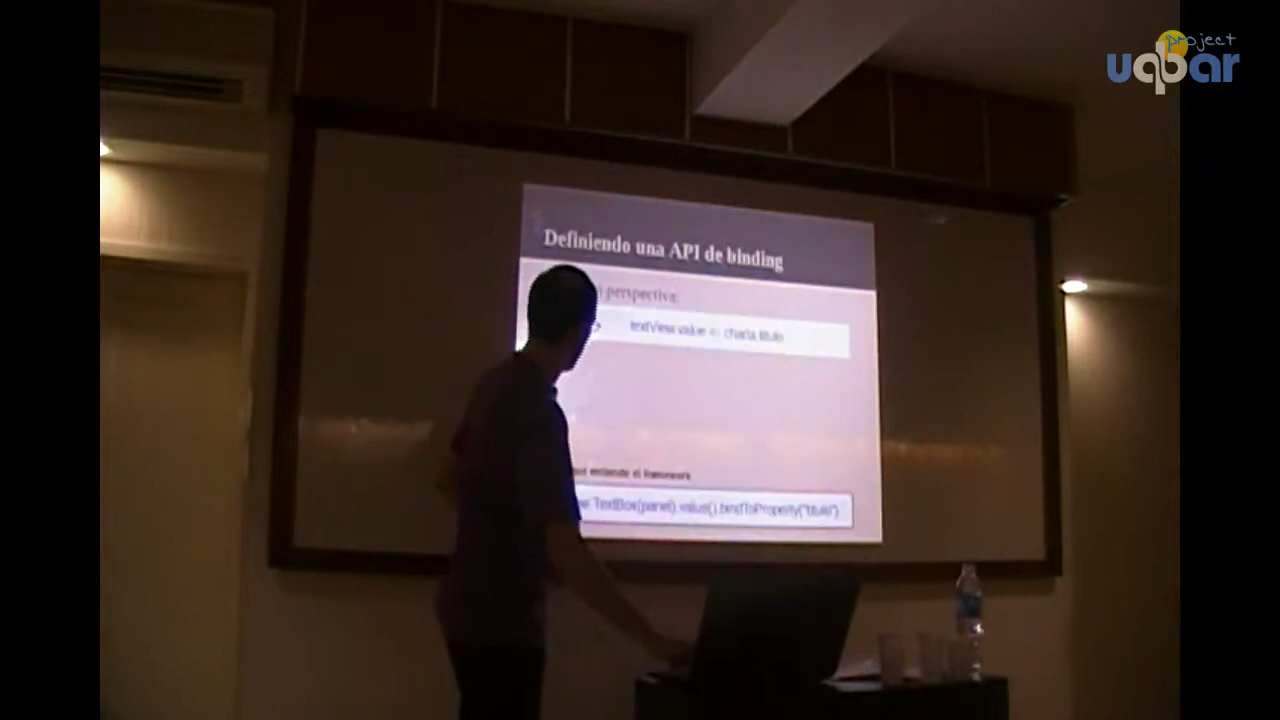 project
uqbar
Definiendo una API de binding
perspectiva:
textView.value charla.titulo
entiende el framework
TextBox(panel).value().bindToProperty("titulo")